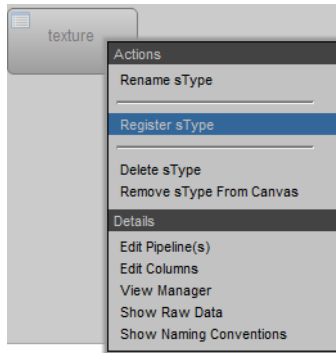 texture
Actions
Rename sType
Register sType
Delete sType
Remove sType From Canvas
Details
Edit Pipeline(s)
Edit Columns
View Manager
Show Raw Data
Show Naming Conventions